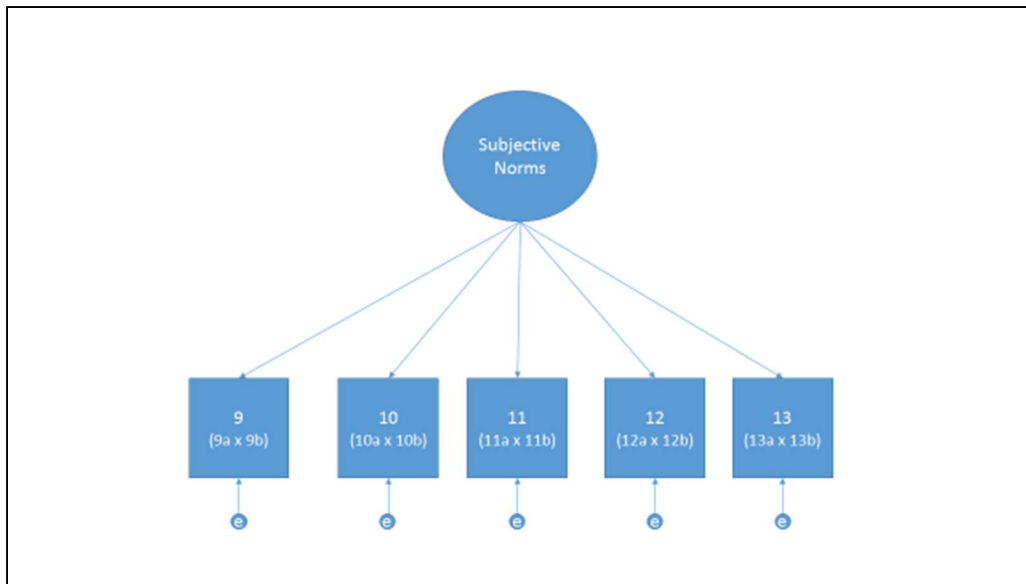 Subjective
Norms
9
(9a x 9b)
10
(10a x 10b)
11
(11a x 11b)
12
(12a x 12b)
13
(13a x 13b)
e
e
e
e
e